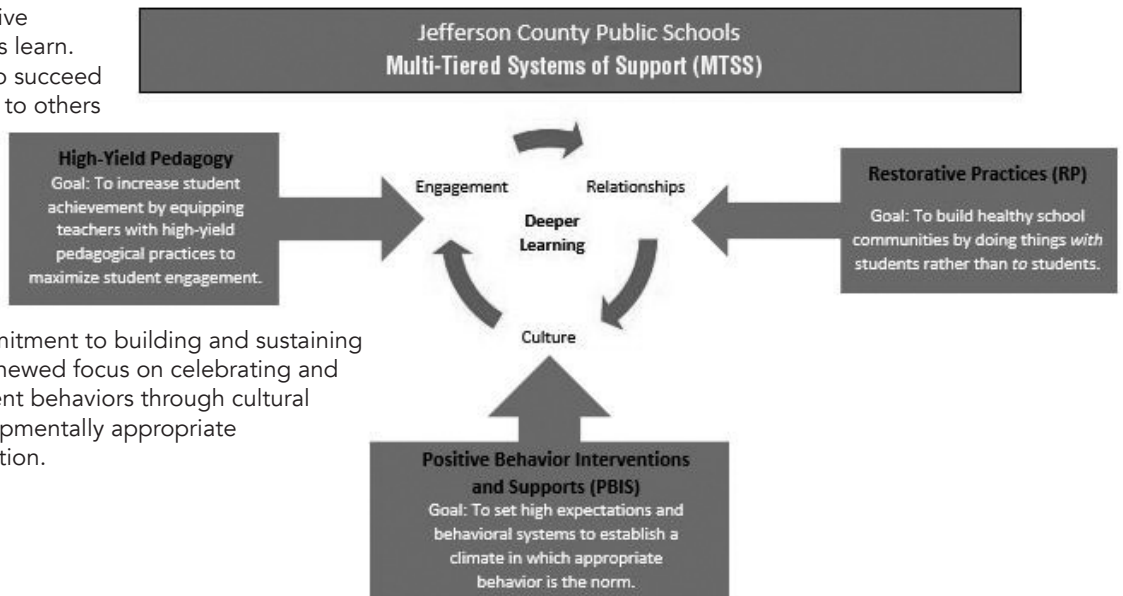 ive
s learn.
o succeed
to others
Jefferson County Public Schools
Multi-Tiered Systems of Support (MTSS)
High-Yield Pedagogy
Goal: To increase student
achievement by equipping
teachers with high-yield
pedagogical practices to
maximize student engagement.
Engagement
Relationships
Deeper
Learning
Culture
Restorative Practices (RP)
Goal: To build healthy school
communities by doing things with
students rather than to students.
mitment to building and sustaining
newed focus on celebrating and
ent behaviors through cultural
pmentally appropriate
tion.
Positive Behavior Interventions
and Supports (PBIS)
Goal: To set high expectations and
behavioral systems to establish a
climate in which appropriate
behavior is the norm.